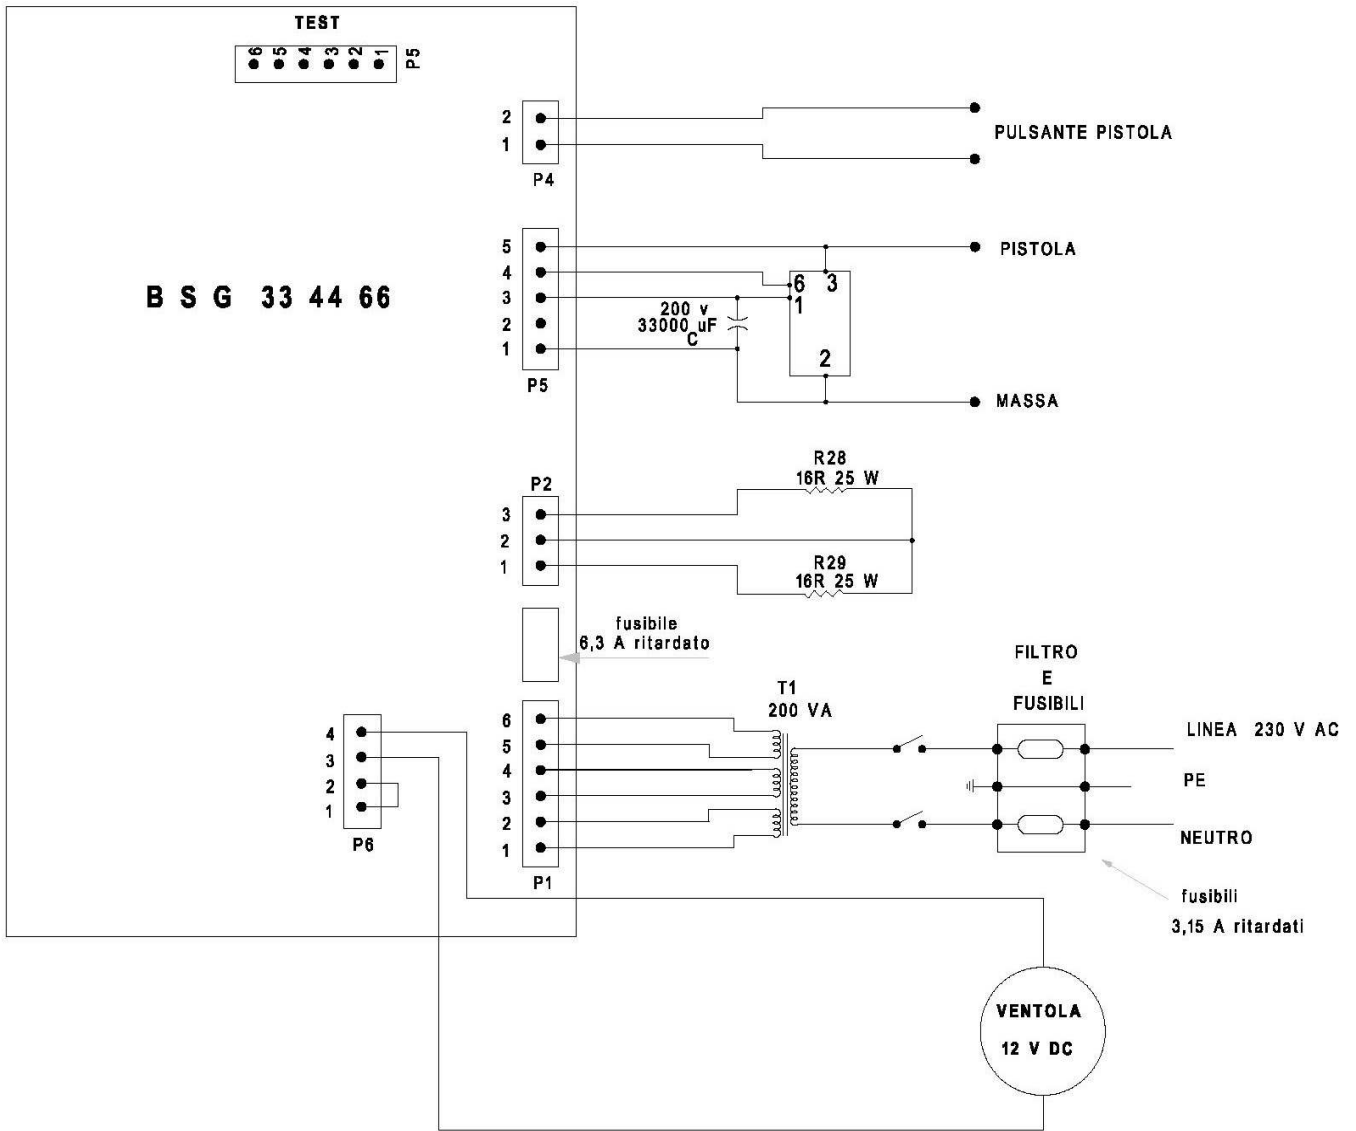 TEST
6 5 4 3 2 1
P5
2
1
P4
PULSANTE PISTOLA
B S G 33 44 66
5
4
3
2
1
P5
PISTOLA
6 3
1
2
200 v
33000 uF
C
MASSA
P2
3
2
1
R28
16R 25 W
R29
16R 25 W
fusibile
6,3 A ritardato
6
5
4
3
2
1
P1
T1
200 VA
FILTRO
E
FUSIBILI
LINEA 230 V AC
PE
NEUTRO
fusibili
3,15 A ritardati
4
3
2
1
P6
VENTOLA
12 V DC